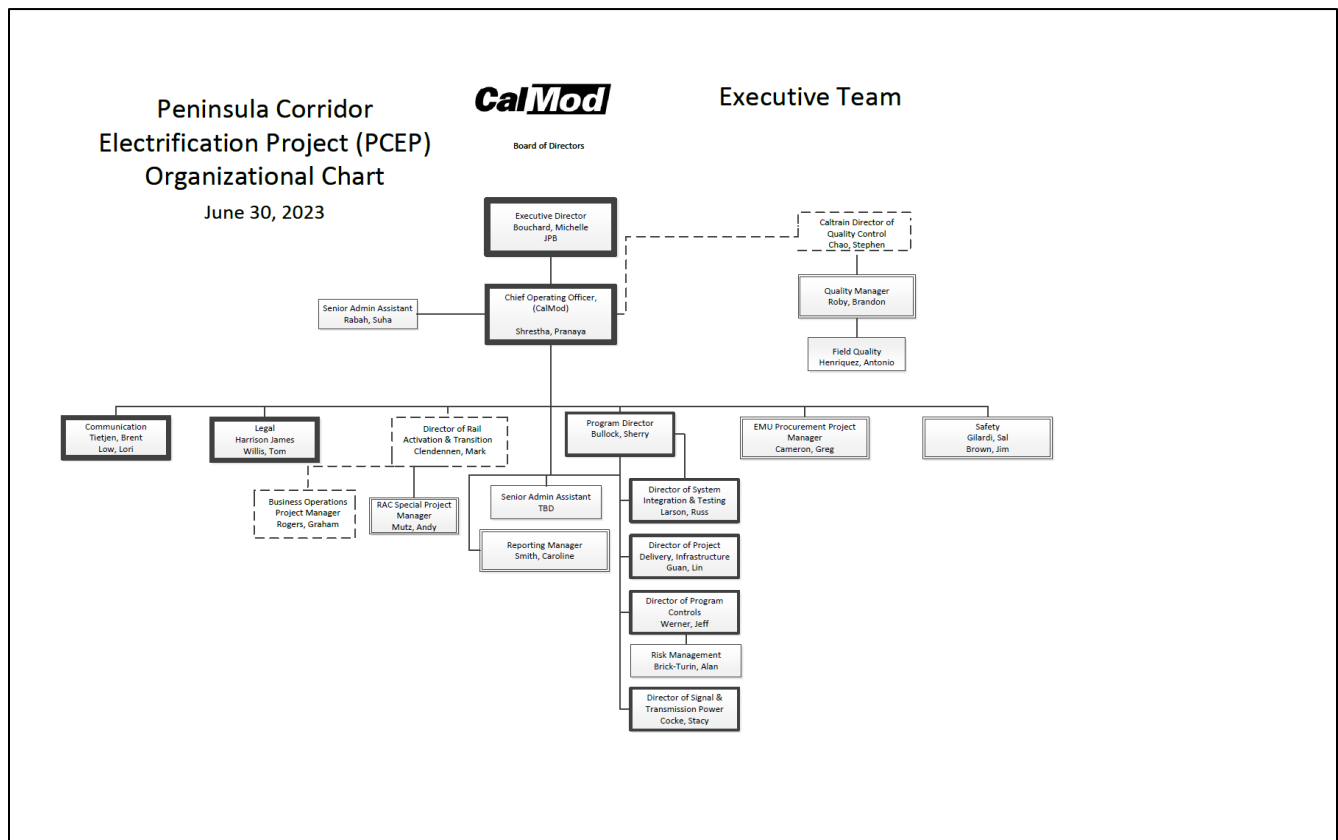 Peninsula Corridor
Electrification Project (PCEP)
Organizational Chart
June 30, 2023
CalMod
Board of Directors
Executive Team
Executive Director
Bouchard, Michelle
JPB
Caltrain Director of
Quality Control
Chao, Stephen
Senior Admin Assistant
Rabah, Suha
Chief Operating Officer,
(CalMod)
Shrestha, Pranaya
Quality Manager
Roby, Brandon
Field Quality
Henriquez, Antonio
Communication
Tietjen, Brent
Low, Lori
Legal
Harrison James
Willis, Tom
Director of Rail
Activation & Transition
Clendennen, Mark
Program Director
Bullock, Sherry
EMU Procurement Project
Manager
Cameron, Greg
Safety
Gilardi, Sal
Brown, Jim
Business Operations
Project Manager
Rogers, Graham
RAC Special Project
Manager
Mutz, Andy
Senior Admin Assistant
TBD
Reporting Manager
Smith, Caroline
Director of System
Integration & Testing
Larson, Russ
Director of Project
Delivery, Infrastructure
Guan, Lin
Director of Program
Controls
Werner, Jeff
Risk Management
Brick-Turin, Alan
Director of Signal &
Transmission Power
Cocke, Stacy